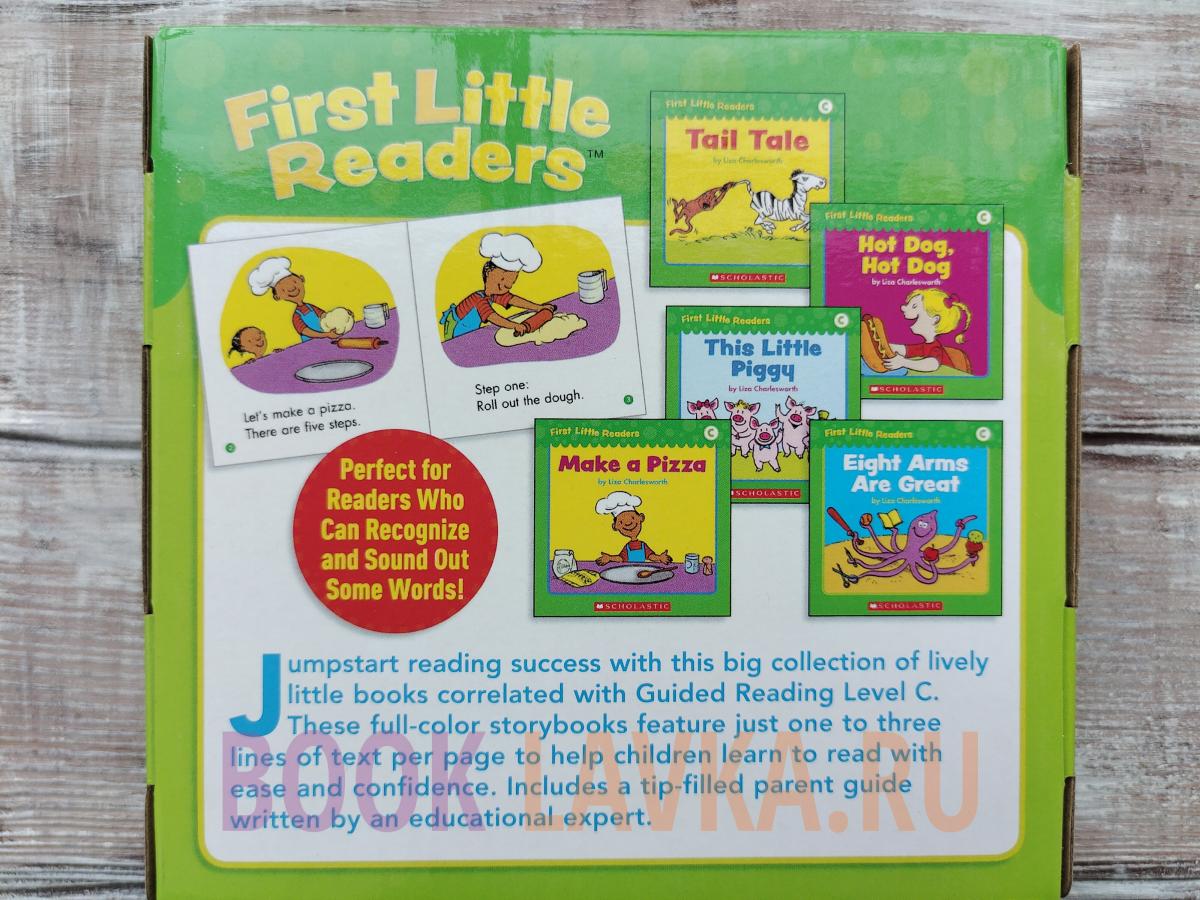 First Little
Readers™
First Little Readers C
Tail Tale
by Liza Charlesworth
SCHOLASTIC
First Little Readers C
Hot Dog,
Hot Dog
by Liza Charlesworth
SCHOLASTIC
Let's make a pizza.
There are five steps.
2
Step one:
Roll out the dough.
3
First Little Readers C
This Little
Piggy
by Liza Charlesworth
SCHOLASTIC
First Little Readers C
Make a Pizza
by Liza Charlesworth
SCHOLASTIC
First Little Readers C
Eight Arms
Are Great
by Liza Charlesworth
SCHOLASTIC
Perfect for
Readers Who
Can Recognize
and Sound Out
Some Words!
Jumpstart reading success with this big collection of lively
little books correlated with Guided Reading Level C.
These full-color storybooks feature just one to three
lines of text per page to help children learn to read with
ease and confidence. Includes a tip-filled parent guide
written by an educational expert.
BOOK-LAVKA.RU